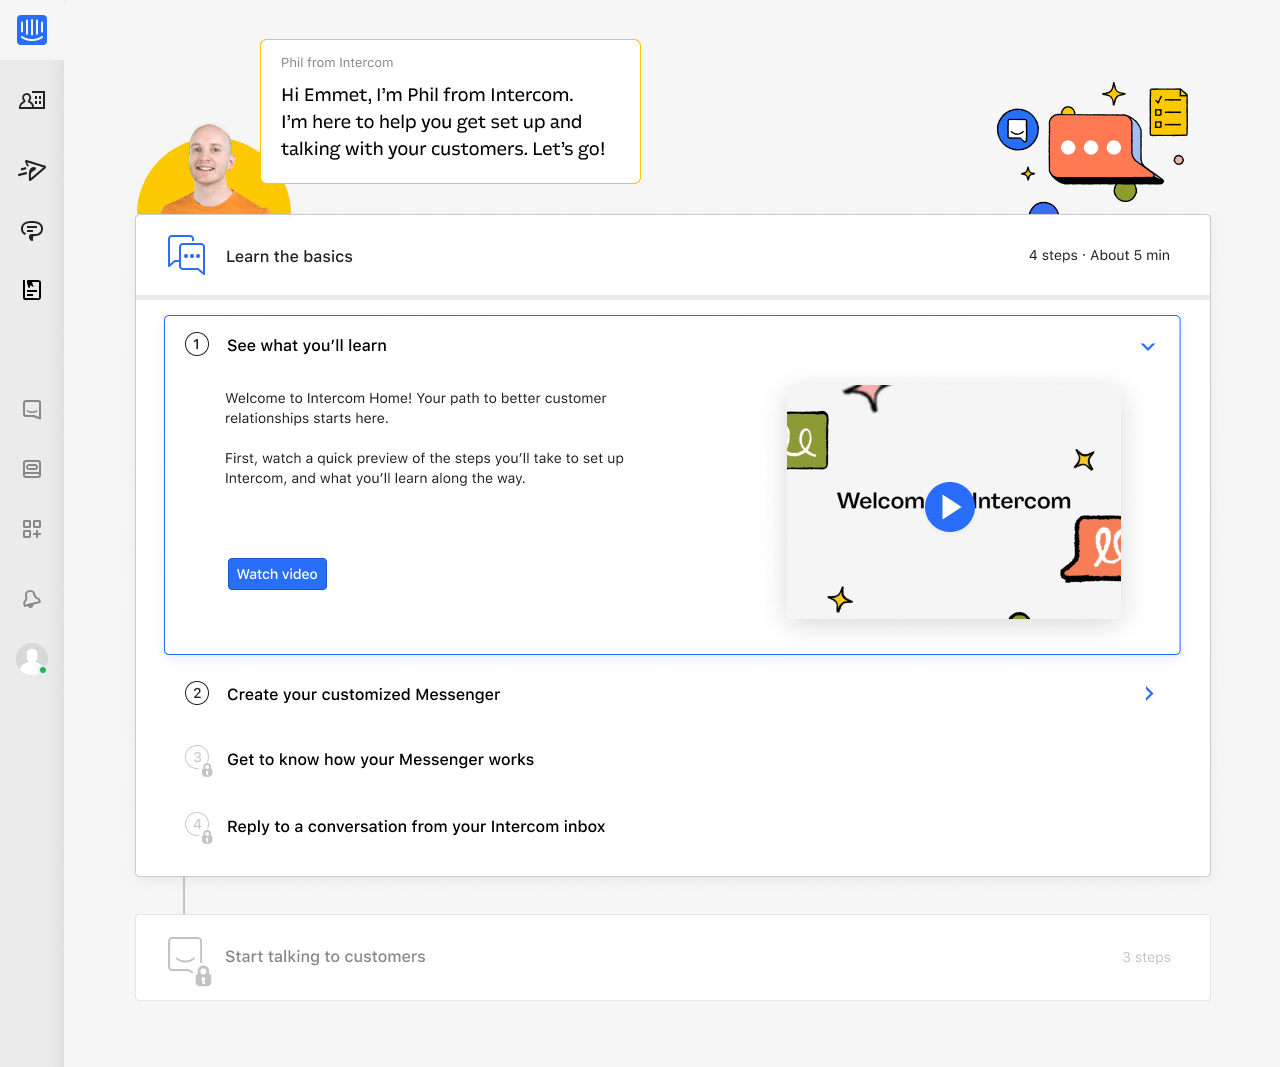 Phil from Intercom
Hi Emmet, I’m Phil from Intercom.
I’m here to help you get set up and
talking with your customers. Let’s go!
Learn the basics
4 steps · About 5 min
1
See what you’ll learn
Welcome to Intercom Home! Your path to better customer
relationships starts here.
First, watch a quick preview of the steps you’ll take to set up
Intercom, and what you’ll learn along the way.
Watch video
Intercom
2
Create your customized Messenger
3
Get to know how your Messenger works
4
Reply to a conversation from your Intercom inbox
Start talking to customers
3 steps